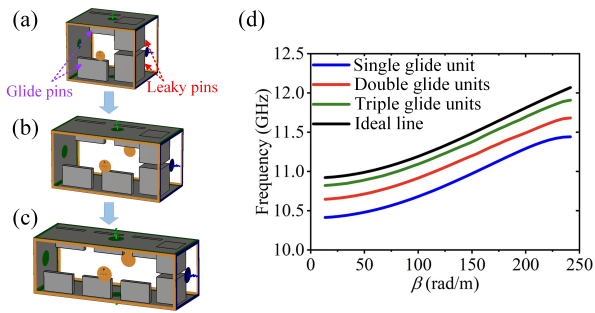 (a)
Glide pins
Leaky pins
(b)
(c)
(d)
Frequency (GHz)
12.5
12.0
11.5
11.0
10.5
10.0
Single glide unit
Double glide units
Triple glide units
Ideal line
0 50 100 150 200 250
β (rad/m)